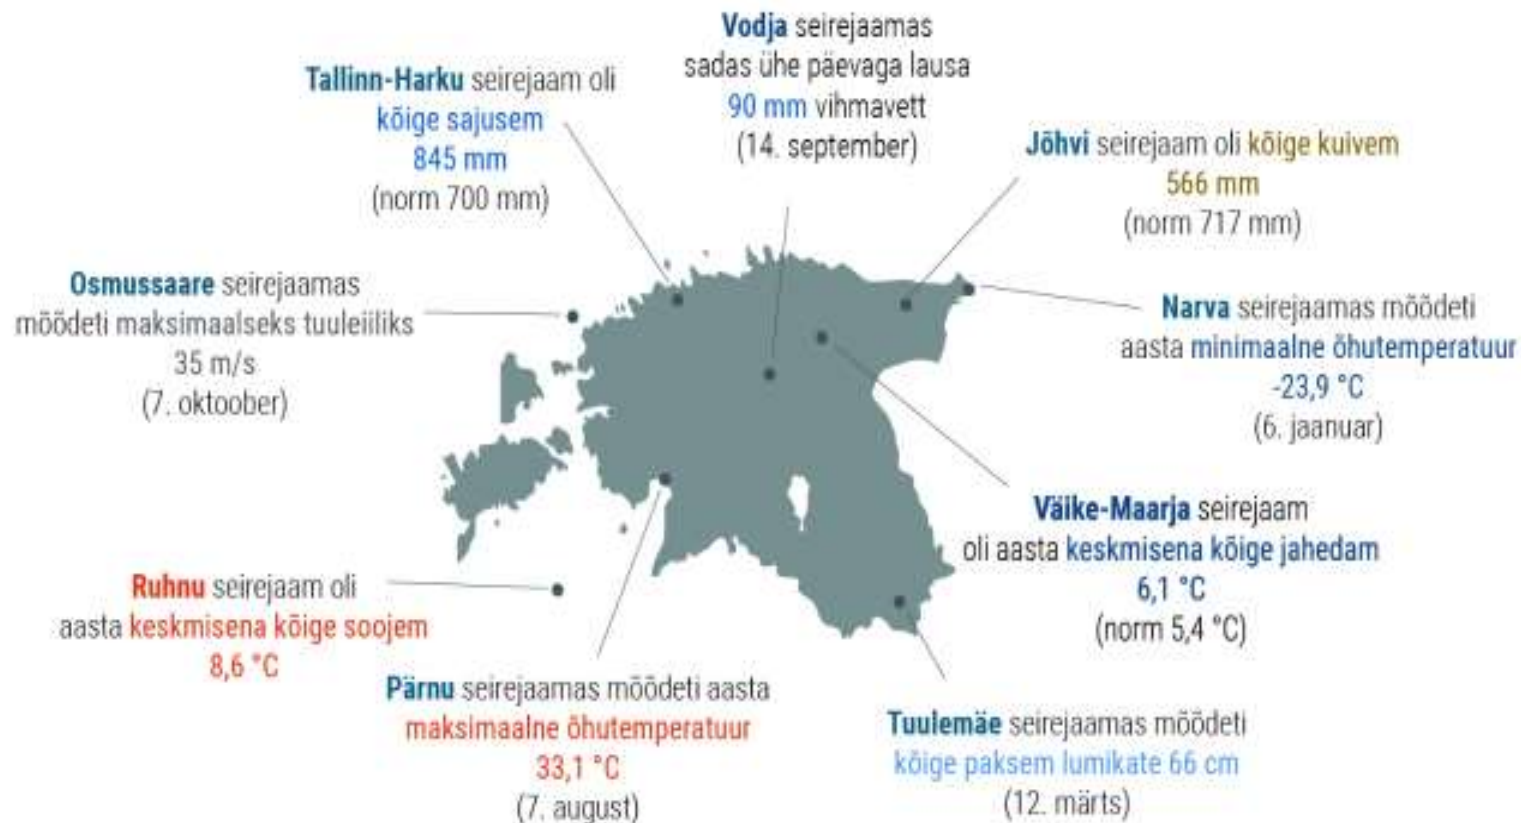 Vodja seirejaamas
sadas ühe päevaga lausa
90 mm vihmavett
(14. september)
Tallinn-Harku seirejaam oli
kõige sajusem
845 mm
(norm 700 mm)
Jõhvi seirejaam oli kõige kuivem
566 mm
(norm 717 mm)
Osmussaare seirejaamas
mõõdeti maksimaalseks tuuleiiliks
35 m/s
(7. oktoober)
Narva seirejaamas mõõdeti
aasta minimaalne õhutemperatuur
-23,9 °C
(6. jaanuar)
Väike-Maarja seirejaam
oli aasta keskmisena kõige jahedam
6,1 °C
(norm 5,4 °C)
Ruhnu seirejaam oli
aasta keskmisena kõige soojem
8,6 °C
Pärnu seirejaamas mõõdeti aasta
maksimaalne õhutemperatuur
33,1 °C
(7. august)
Tuulemäe seirejaamas mõõdeti
kõige paksem lumikate 66 cm
(12. märts)